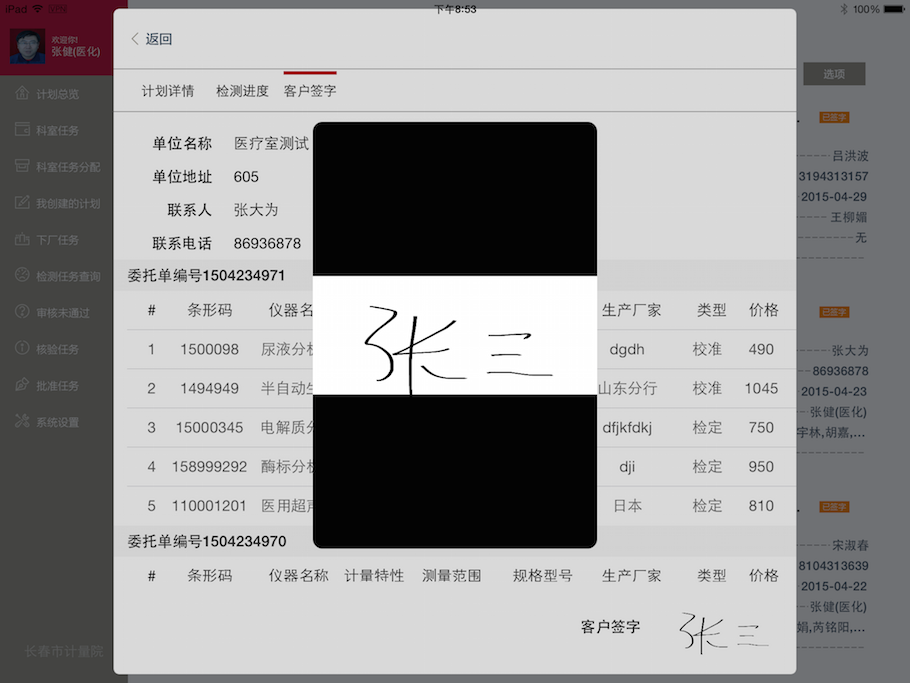 iPad
下午8:53
100%
欢迎你!
张健(医化)
计划总览
科室任务
科室任务分配
我创建的计划
下厂任务
检测任务查询
审核未通过
核验任务
批准任务
系统设置
长春市计量院
返回
计划详情 检测进度 客户签字
单位名称 医疗室测试
单位地址 605
联系人 张大为
联系电话 86936878
委托单编号1504234971
# 条形码 仪器名 生产厂家 类型 价格
1 1500098 尿液分析 dgdh 校准 490
2 1494949 半自动生 山东分行 校准 1045
3 15000345 电解质分 dfjkfdkj 检定 750
4 158999292 酶标分析 dji 检定 950
5 110001201 医用超声 日本 检定 810
张三
委托单编号1504234970
# 条形码 仪器名称 计量特性 测量范围 规格型号 生产厂家 类型 价格
客户签字 张三
选项
已签字
吕洪波
3194313157
2015-04-29
王柳媚
无
已签字
张大为
86936878
2015-04-23
张健(医化)
宇林,胡嘉,...
已签字
宋淑春
8104313639
2015-04-22
张健(医化)
娟,芮铭阳,...